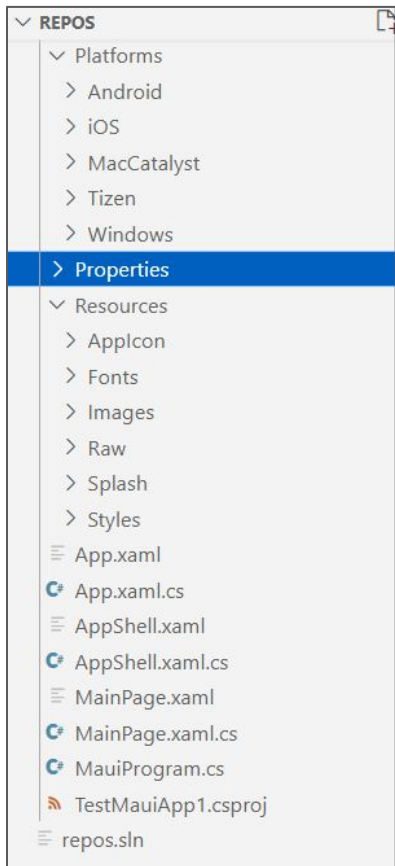 REPOS
Platforms
Android
iOS
MacCatalyst
Tizen
Windows
Properties
Resources
AppIcon
Fonts
Images
Raw
Splash
Styles
App.xaml
C# App.xaml.cs
AppShell.xaml
C# AppShell.xaml.cs
MainPage.xaml
C# MainPage.xaml.cs
C# MauiProgram.cs
TestMauiApp1.csproj
repos.sln